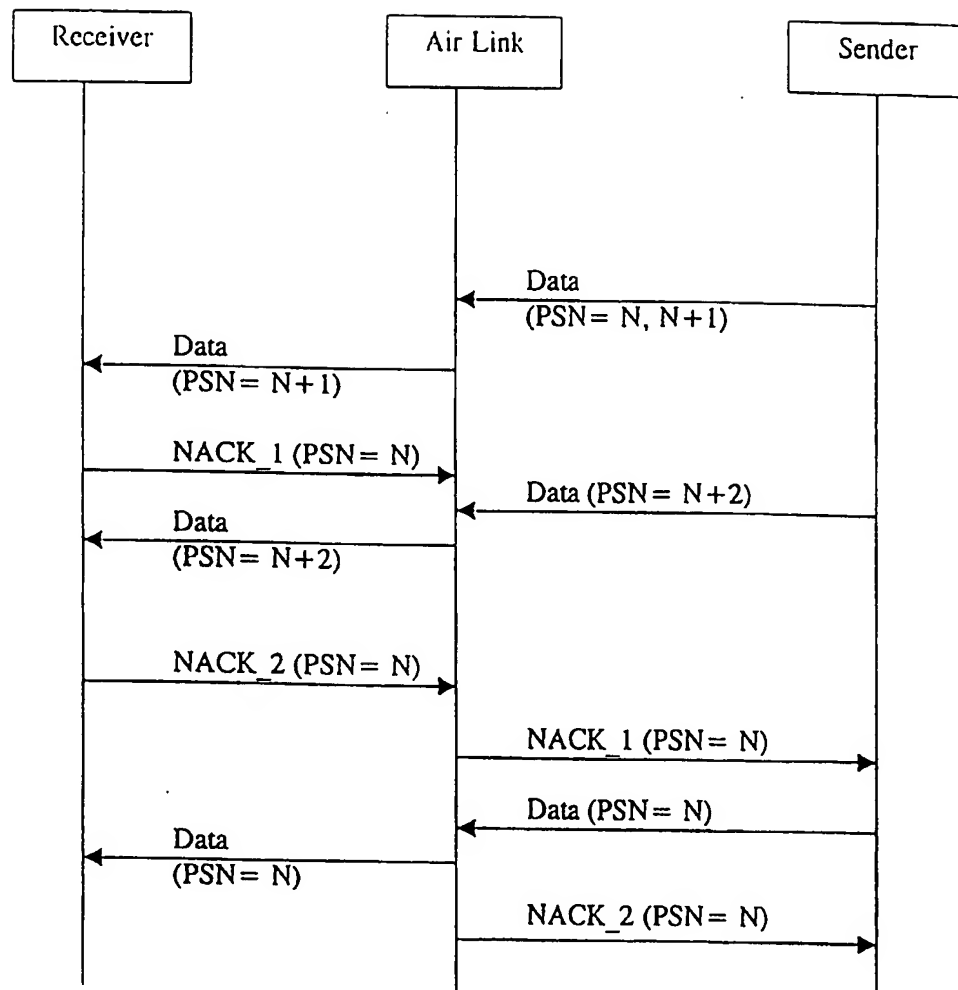 Receiver
Air Link
Sender
Data
(PSN= N, N+1)
Data
(PSN= N+1)
NACK_1 (PSN= N)
Data (PSN= N+2)
Data
(PSN= N+2)
NACK_2 (PSN= N)
NACK_1 (PSN= N)
Data (PSN= N)
Data
(PSN= N)
NACK_2 (PSN= N)